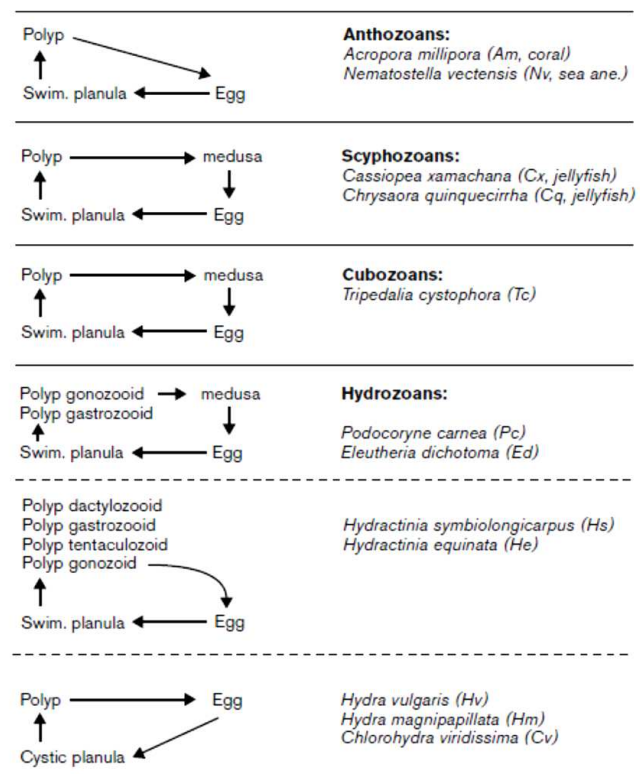 Polyp
Swim. planula Egg
Anthozoans:
Acropora millipora (Am, coral)
Nematostella vectensis (Nv, sea ane.)
Polyp medusa
Swim. planula Egg
Scyphozoans:
Cassiopea xamachana (Cx, jellyfish)
Chrysaora quinquecirrha (Cq, jellyfish)
Polyp medusa
Swim. planula Egg
Cubozoans:
Tripedalia cystophora (Tc)
Polyp gonozooid medusa
Polyp gastrozooid
Swim. planula Egg
Hydrozoans:
Podocoryne carnea (Pc)
Eleutheria dichotoma (Ed)
Polyp dactylozooid
Polyp gastrozooid
Polyp tentaculozoid
Polyp gonozoid
Swim. planula Egg
Hydractinia symbiolongicarpus (Hs)
Hydractinia equinata (He)
Polyp Egg
Cystic planula
Hydra vulgaris (Hv)
Hydra magnipapillata (Hm)
Chlorohydra viridissima (Cv)